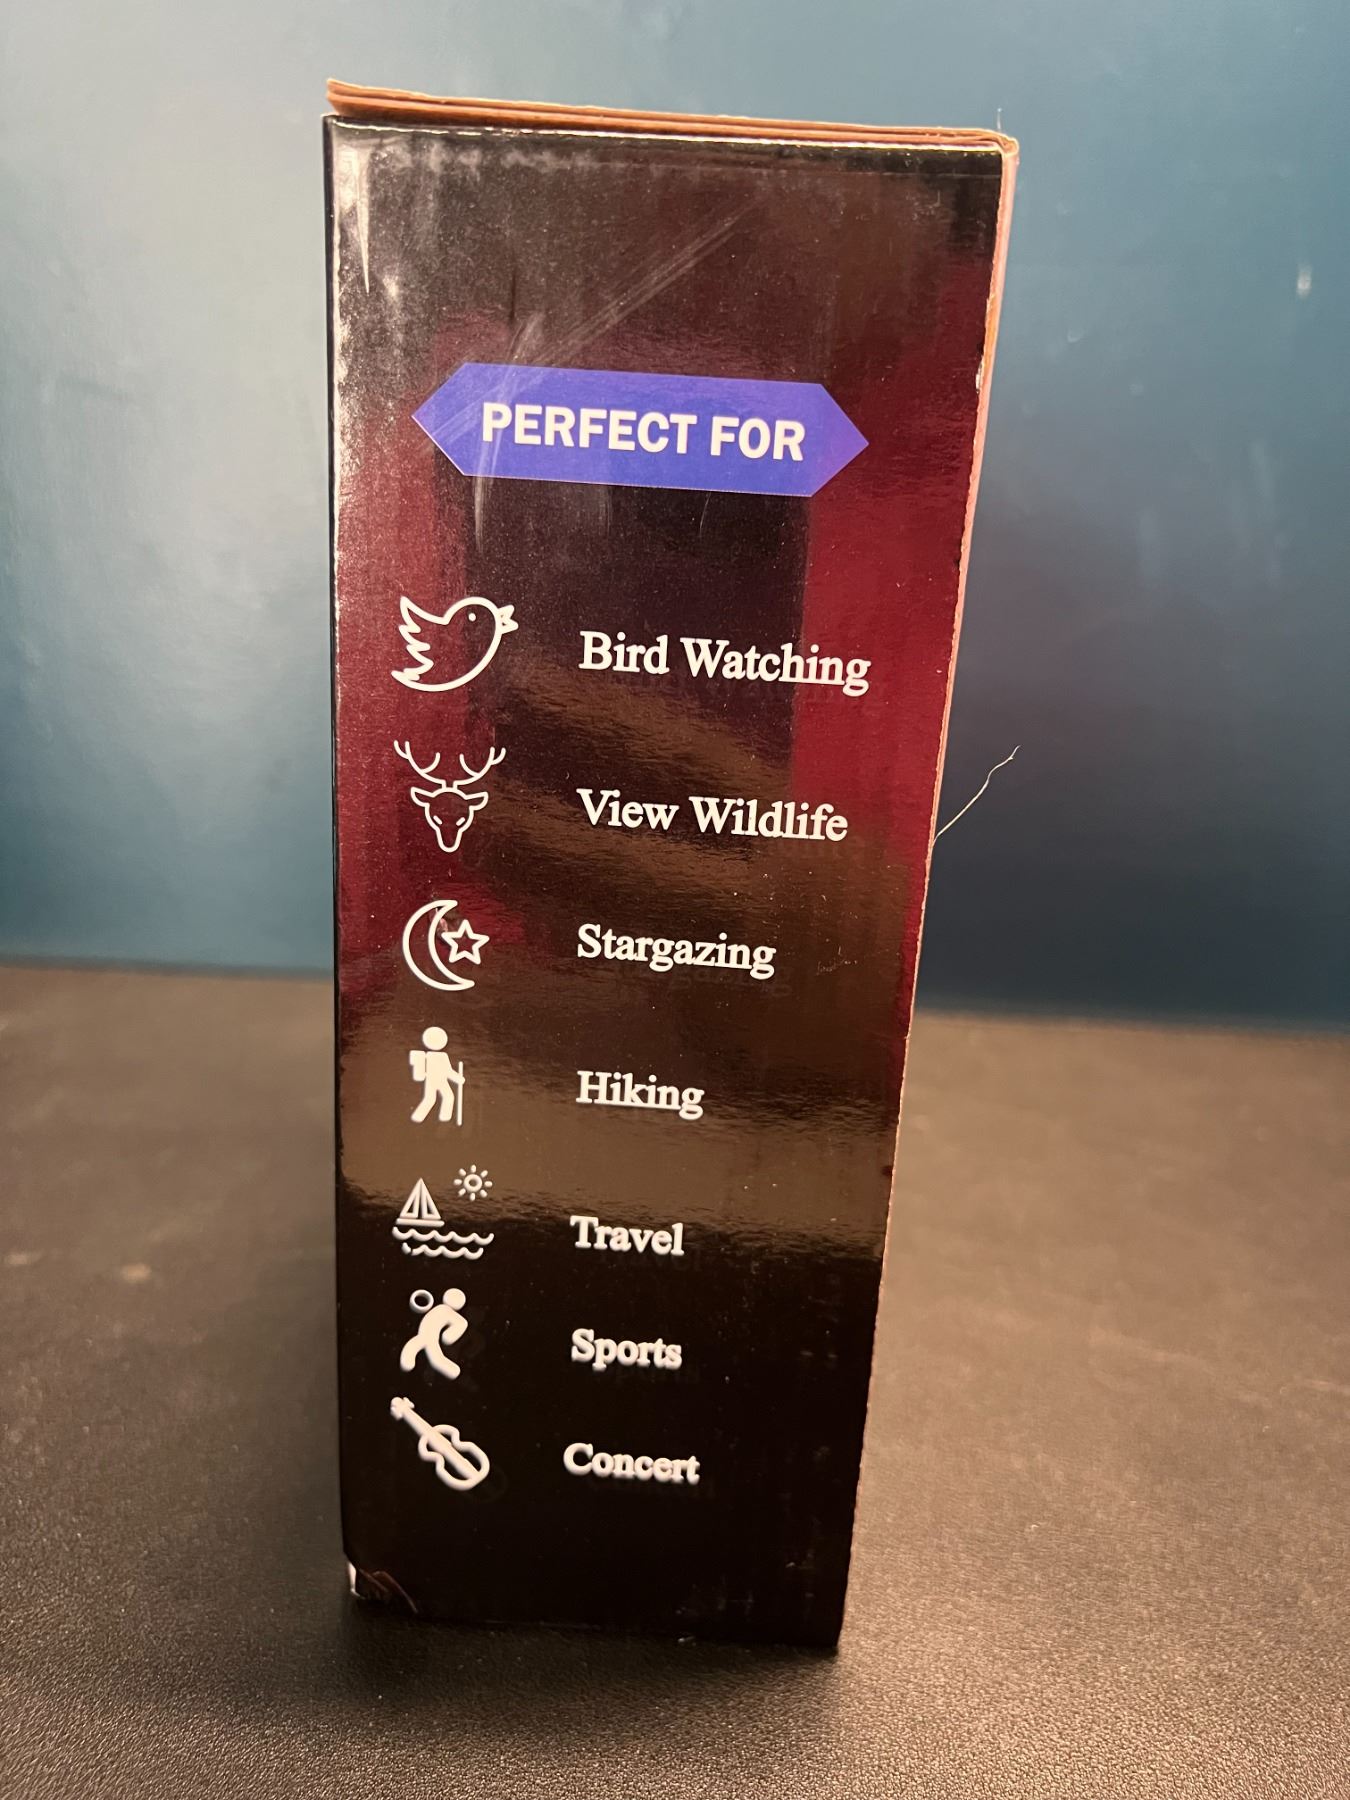 PERFECT FOR
Bird Watching
View Wildlife
Stargazing
Hiking
Travel
Sports
Concert